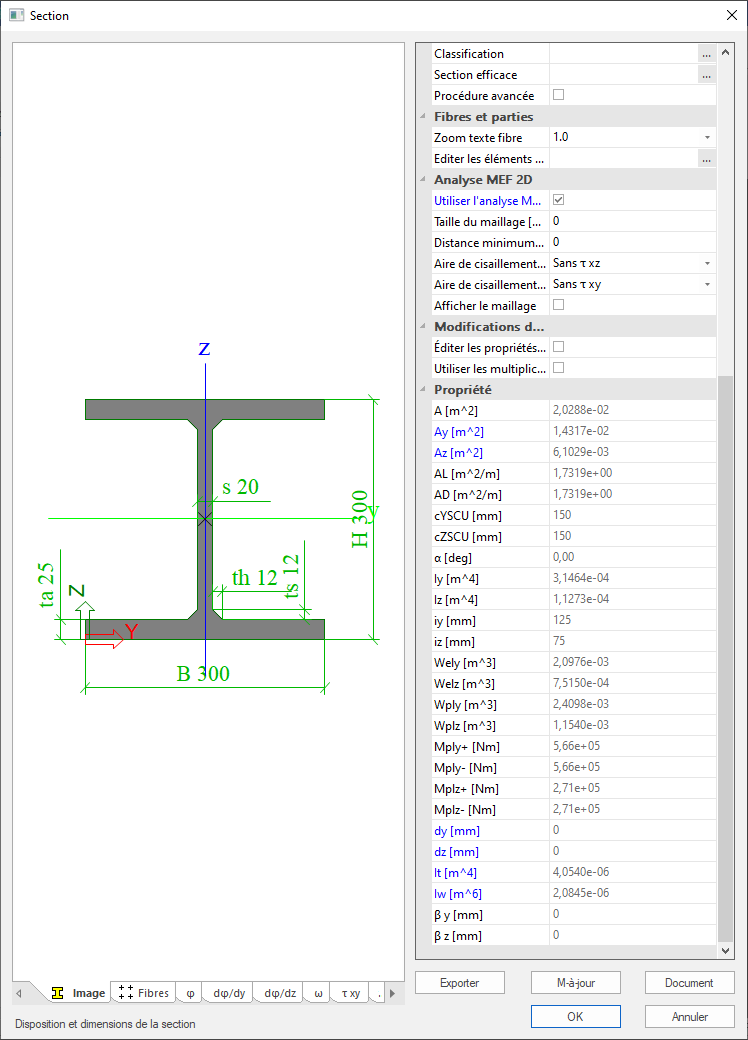 Section
Z
s 20
y
H 300
th 12
ts 12
ta 25
Z
Y
B 300
Image
Fibres
φ
dφ/dy
dφ/dz
ω
τ xy
.
Disposition et dimensions de la section
Classification ...
Section efficace ...
Procédure avancée
Fibres et parties
Zoom texte fibre 1.0
Editer les éléments ... ...
Analyse MEF 2D
Utiliser l'analyse M...
Taille du maillage [... 0
Distance minimum... 0
Aire de cisaillement... Sans τ xz
Aire de cisaillement... Sans τ xy
Afficher le maillage
Modifications d...
Éditer les propriétés...
Utiliser les multiplic...
Propriété
A [m^2] 2,0288e-02
Ay [m^2] 1,4317e-02
Az [m^2] 6,1029e-03
AL [m^2/m] 1,7319e+00
AD [m^2/m] 1,7319e+00
cYSCU [mm] 150
cZSCU [mm] 150
α [deg] 0,00
Iy [m^4] 3,1464e-04
Iz [m^4] 1,1273e-04
iy [mm] 125
iz [mm] 75
Wely [m^3] 2,0976e-03
Welz [m^3] 7,5150e-04
Wply [m^3] 2,4098e-03
Wplz [m^3] 1,1540e-03
Mply+ [Nm] 5,66e+05
Mply- [Nm] 5,66e+05
Mplz+ [Nm] 2,71e+05
Mplz- [Nm] 2,71e+05
dy [mm] 0
dz [mm] 0
It [m^4] 4,0540e-06
Iw [m^6] 2,0845e-06
β y [mm] 0
β z [mm] 0
Exporter
M-à-jour
Document
OK
Annuler